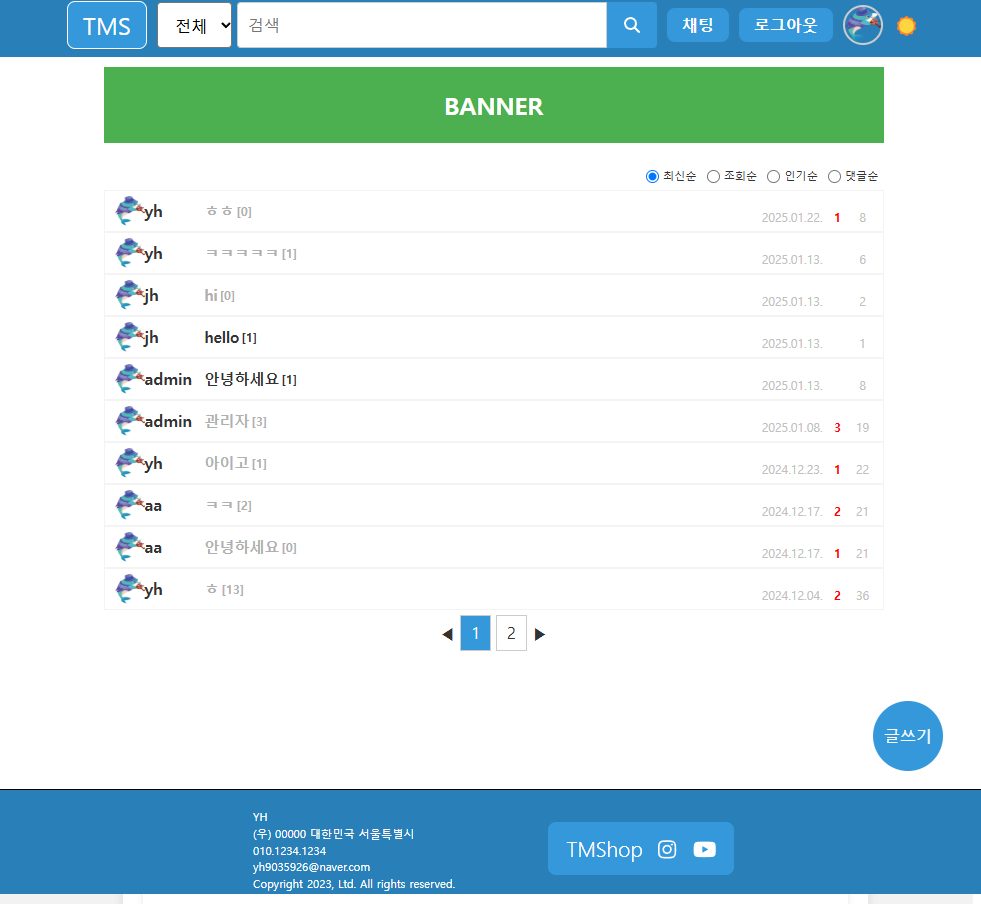 TMS 전체 검색 채팅 로그아웃
BANNER
최신순 조회순 인기순 댓글순
yh ㅎㅎ [0] 2025.01.22. 1 8
yh ㅋㅋㅋㅋㅋ [1] 2025.01.13. 6
jh hi [0] 2025.01.13. 2
jh hello [1] 2025.01.13. 1
admin 안녕하세요 [1] 2025.01.13. 8
admin 관리자 [3] 2025.01.08. 3 19
yh 아이고 [1] 2024.12.23. 1 22
aa ㅋㅋ [2] 2024.12.17. 2 21
aa 안녕하세요 [0] 2024.12.17. 1 21
yh ㅎ [13] 2024.12.04. 2 36
◀ 1 2 ▶
글쓰기
YH
(우) 00000 대한민국 서울특별시
010.1234.1234
yh9035926@naver.com
Copyright 2023, Ltd. All rights reserved.
TMShop